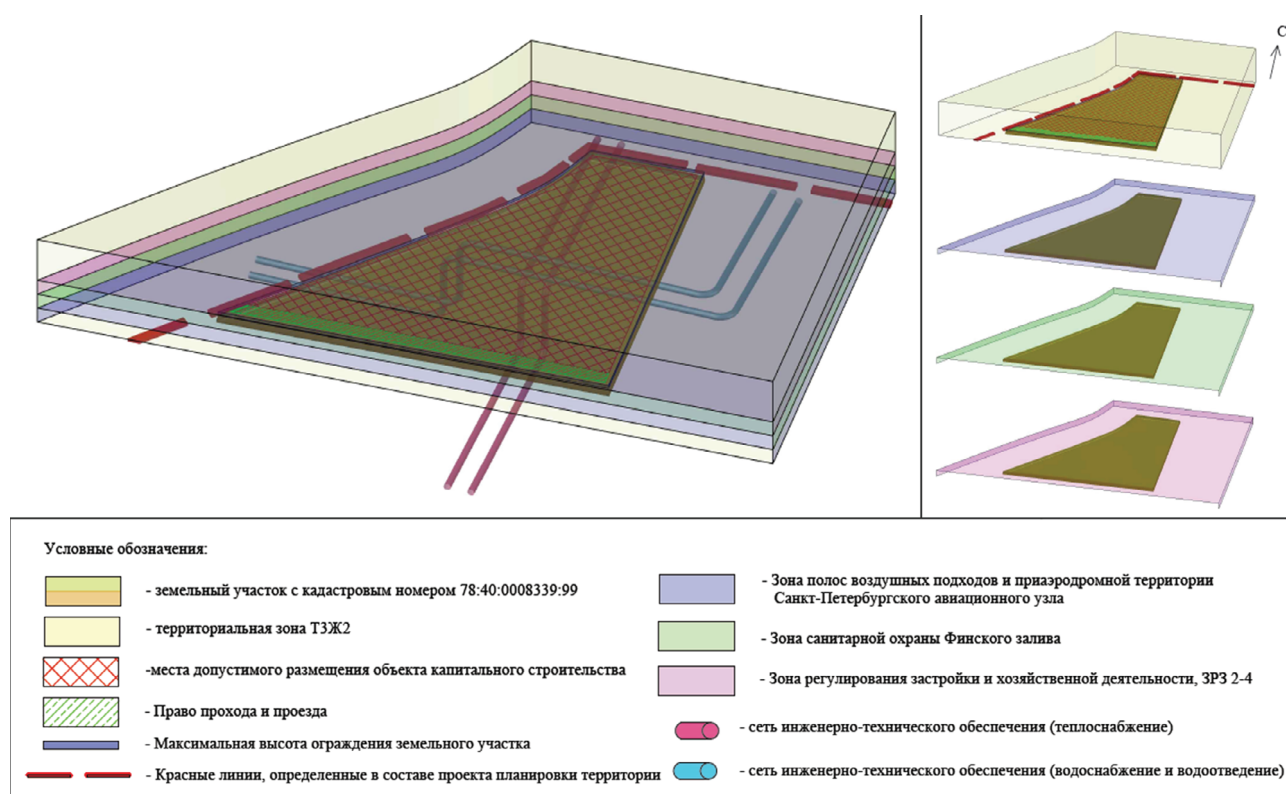 С
Условные обозначения:
- земельный участок с кадастровым номером 78:40:0008339:99
- территориальная зона Т3Ж2
-места допустимого размещения объекта капитального строительства
- Право прохода и проезда
- Максимальная высота ограждения земельного участка
- Красные линии, определенные в составе проекта планировки территории
- Зона полос воздушных подходов и приаэродромной территории
Санкт-Петербургского авиационного узла
- Зона санитарной охраны Финского залива
- Зона регулирования застройки и хозяйственной деятельности, ЗРЗ 2-4
- сеть инженерно-технического обеспечения (теплоснабжение)
- сеть инженерно-технического обеспечения (водоснабжение и водоотведение)